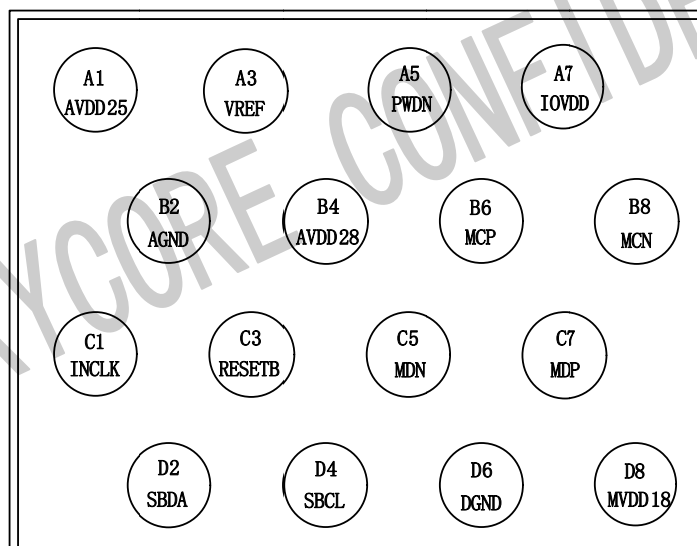 A1
AVDD25
A3
VREF
A5
PWDN
A7
IOVDD
B2
AGND
B4
AVDD28
B6
MCP
B8
MCN
C1
INCLK
C3
RESETB
C5
MDN
C7
MDP
D2
SBDA
D4
SBCL
D6
DGND
D8
MVDD18